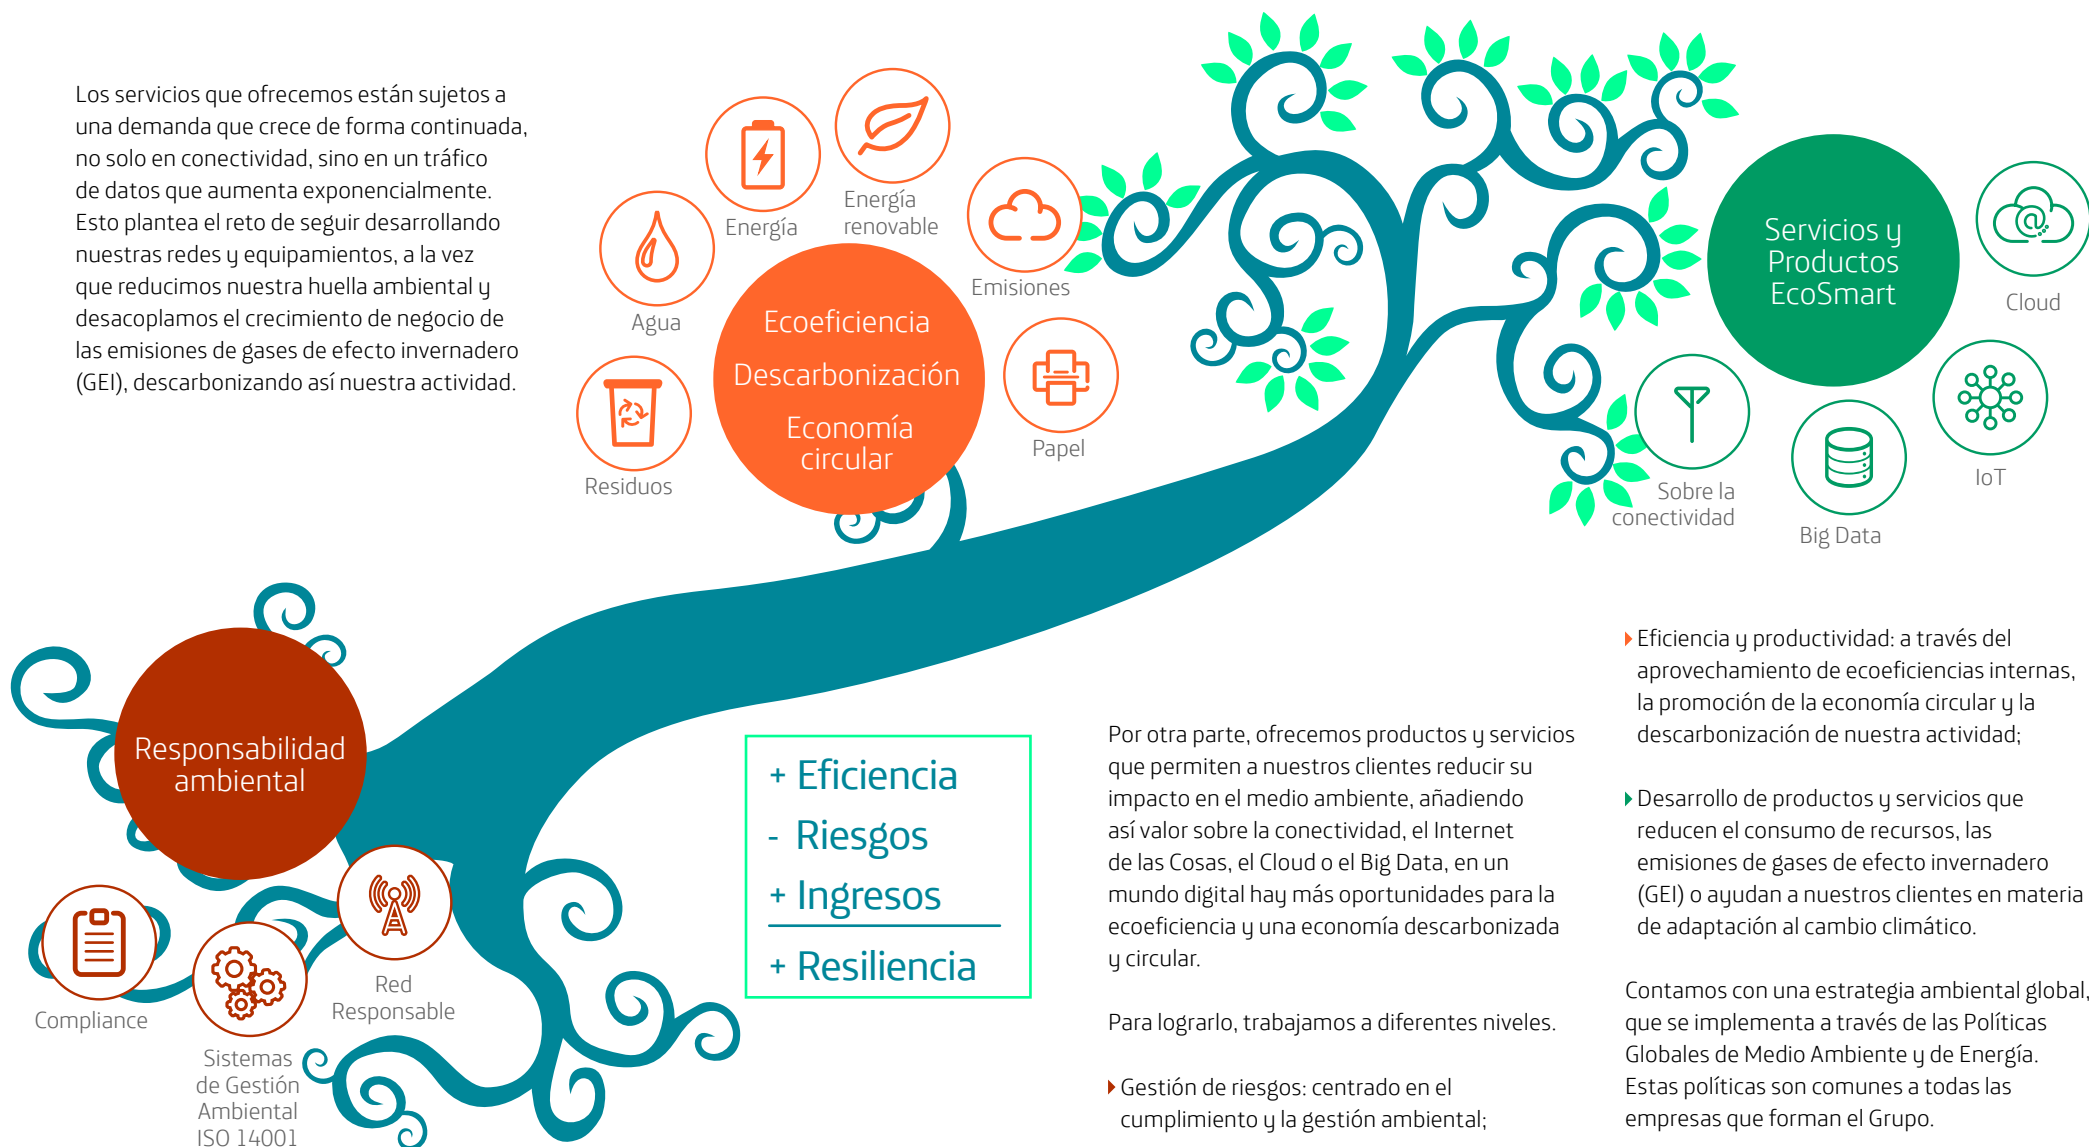 Los servicios que ofrecemos están sujetos a
una demanda que crece de forma continuada,
no solo en conectividad, sino en un tráfico
de datos que aumenta exponencialmente.
Esto plantea el reto de seguir desarrollando
nuestras redes y equipamientos, a la vez
que reducimos nuestra huella ambiental y
desacoplamos el crecimiento de negocio de
las emisiones de gases de efecto invernadero
(GEI), descarbonizando así nuestra actividad.
Residuos
Agua
Energía
Energía
renovable
Emisiones
Papel
Ecoeficiencia
Descarbonización
Economía
circular
Servicios y
Productos
EcoSmart
Cloud
IoT
Big Data
Sobre la
conectividad
Responsabilidad
ambiental
Compliance
Sistemas
de Gestión
Ambiental
ISO 14001
Red
Responsable
+ Eficiencia
- Riesgos
+ Ingresos
+ Resiliencia
Por otra parte, ofrecemos productos y servicios
que permiten a nuestros clientes reducir su
impacto en el medio ambiente, añadiendo
así valor sobre la conectividad, el Internet
de las Cosas, el Cloud o el Big Data, en un
mundo digital hay más oportunidades para la
ecoeficiencia y una economía descarbonizada
y circular.
Para lograrlo, trabajamos a diferentes niveles.
Gestión de riesgos: centrado en el
cumplimiento y la gestión ambiental;
Eficiencia y productividad: a través del
aprovechamiento de ecoeficiencias internas,
la promoción de la economía circular y la
descarbonización de nuestra actividad;
Desarrollo de productos y servicios que
reducen el consumo de recursos, las
emisiones de gases de efecto invernadero
(GEI) o ayudan a nuestros clientes en materia
de adaptación al cambio climático.
Contamos con una estrategia ambiental global,
que se implementa a través de las Políticas
Globales de Medio Ambiente y de Energía.
Estas políticas son comunes a todas las
empresas que forman el Grupo.